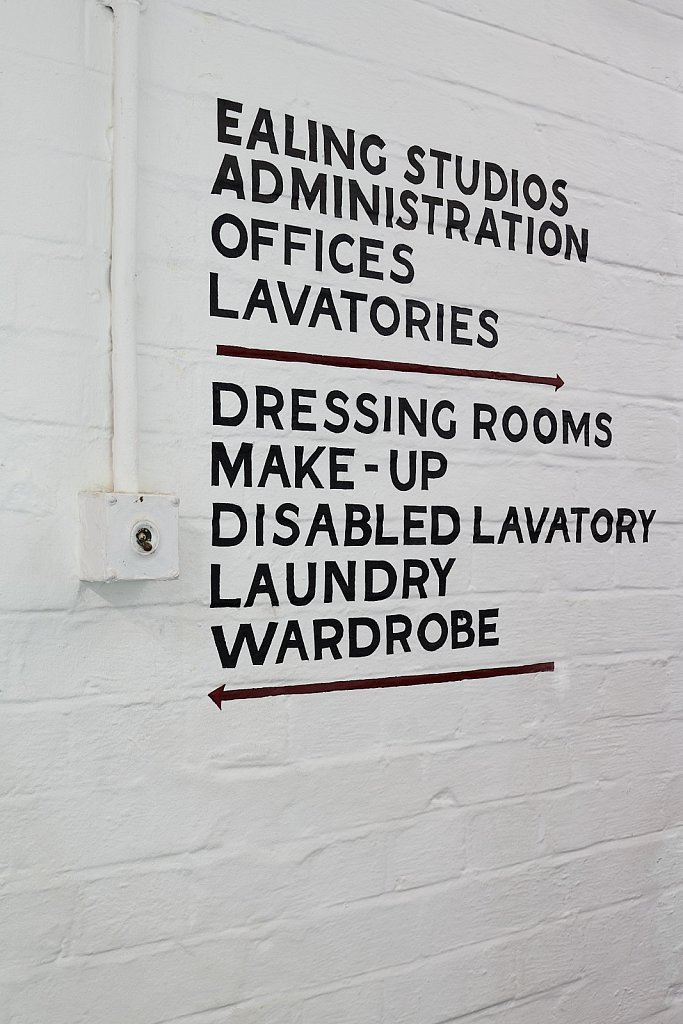 EALING STUDIOS
ADMINISTRATION
OFFICES
LAVATORIES
DRESSING ROOMS
MAKE-UP
DISABLED LAVATORY
LAUNDRY
WARDROBE